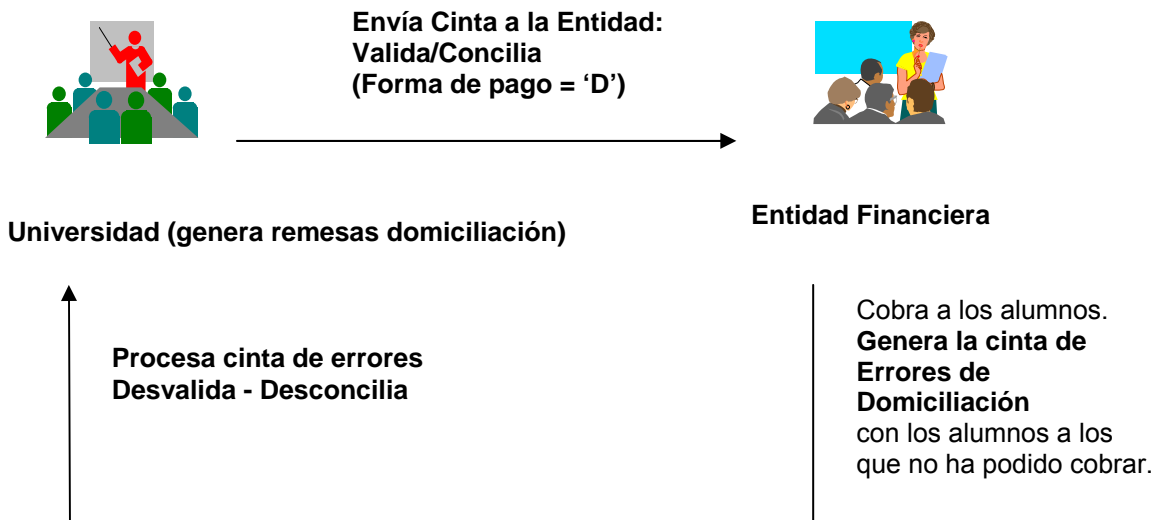 Envía Cinta a la Entidad:
Valida/Concilia
(Forma de pago = ‘D’)
Universidad (genera remesas domiciliación)
Entidad Financiera
Procesa cinta de errores
Desvalida - Desconcilia
Cobra a los alumnos.
Genera la cinta de
Errores de
Domiciliación
con los alumnos a los
que no ha podido cobrar.